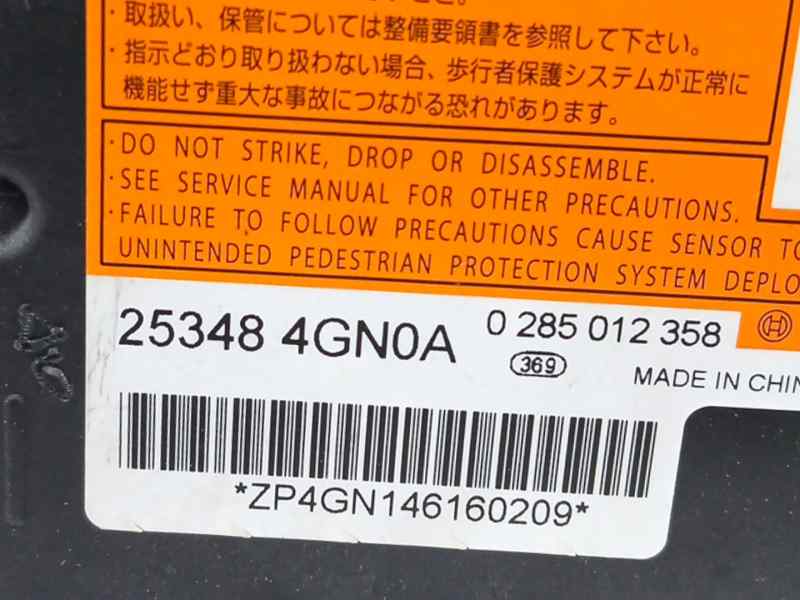 ・取扱い、保管については整備要領書を参照して下さい。
・指示どおり取り扱わない場合、歩行者保護システムが正常に
機能せず重大な事故につながる恐れがあります。
·DO NOT STRIKE, DROP OR DISASSEMBLE.
·SEE SERVICE MANUAL FOR OTHER PRECAUTIONS.
·FAILURE TO FOLLOW PRECAUTIONS CAUSE SENSOR TO
UNINTENDED PEDESTRIAN PROTECTION SYSTEM DEPLO
25348 4GN0A 0 285 012 358
369
MADE IN CHIN
*ZP4GN146160209*